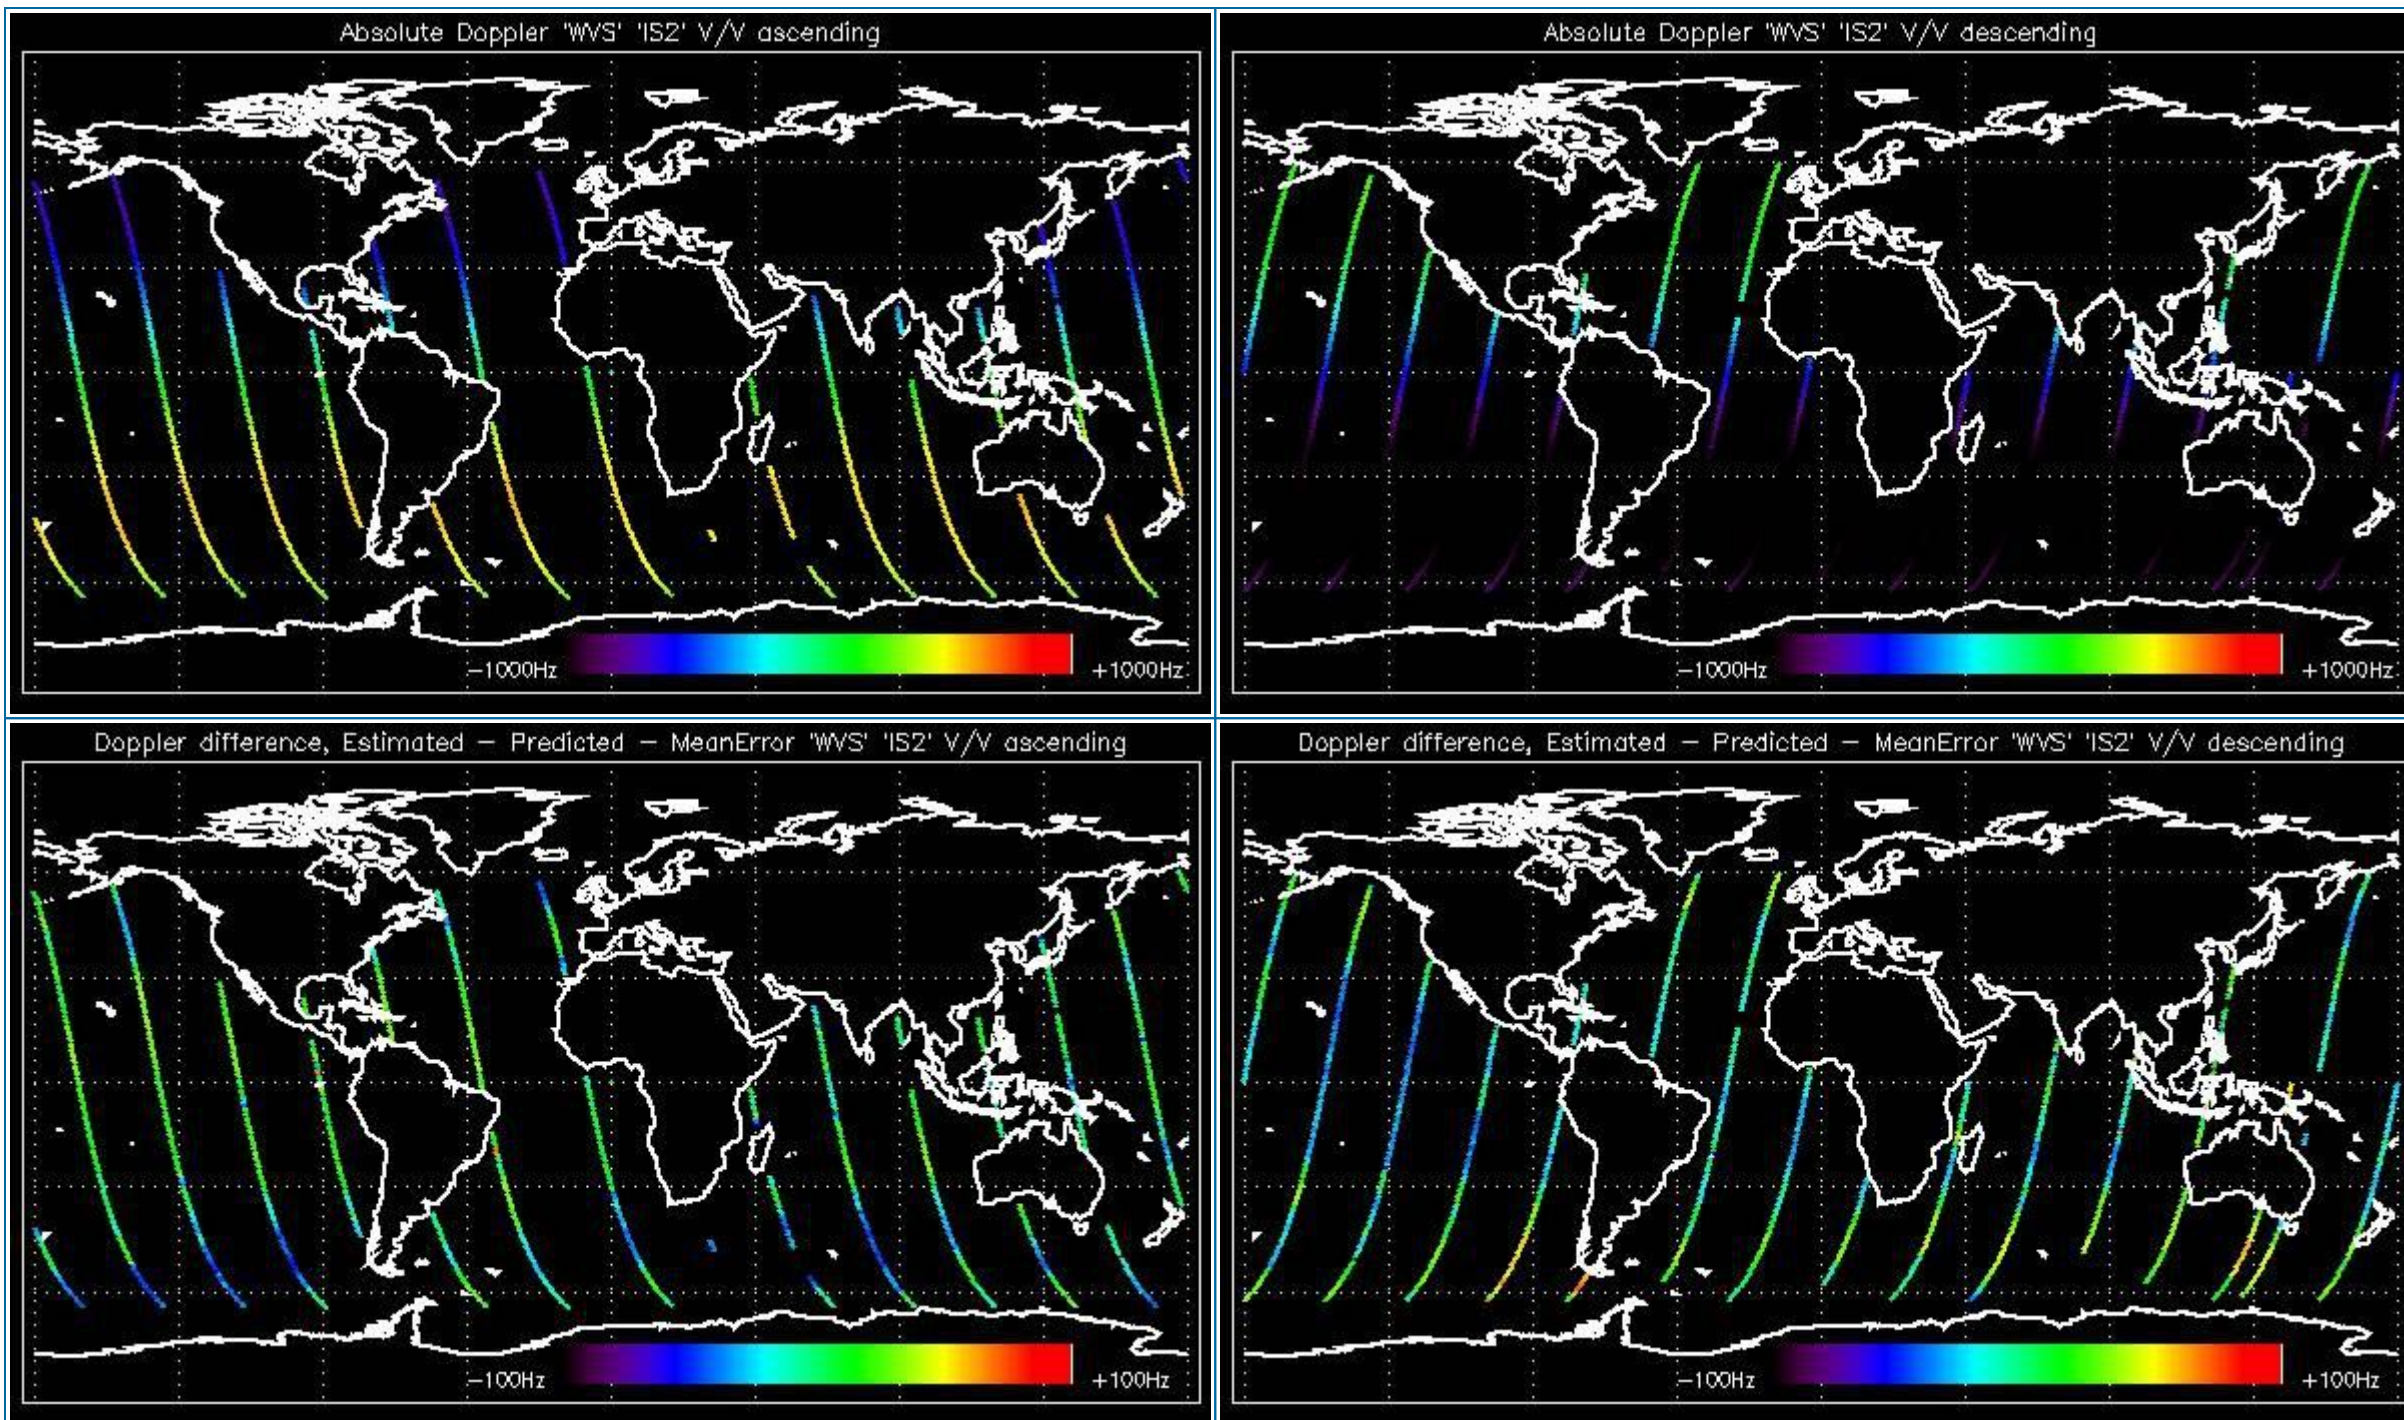 Absolute Doppler 'WVS' 'IS2' V/V ascending
-1000Hz
+1000Hz
Absolute Doppler 'WVS' 'IS2' V/V descending
-1000Hz
+1000Hz
Doppler difference, Estimated - Predicted - MeanError 'WVS' 'IS2' V/V ascending
-100Hz
+100Hz
Doppler difference, Estimated - Predicted - MeanError 'WVS' 'IS2' V/V descending
-100Hz
+100Hz